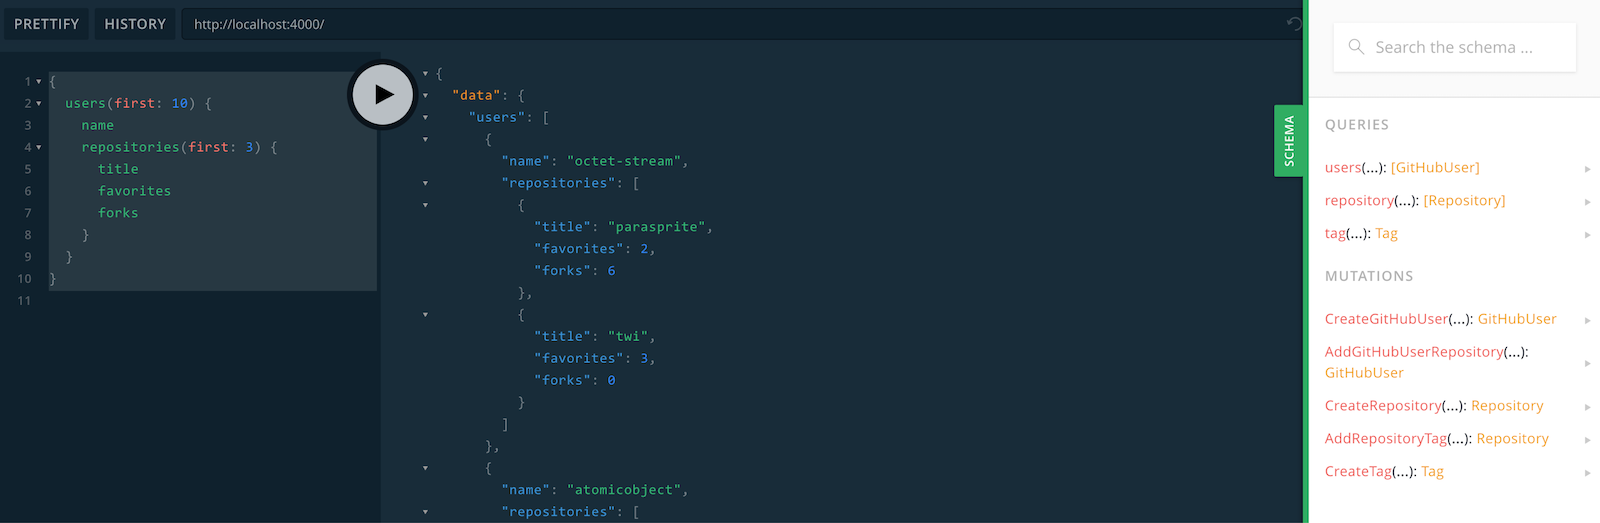 PRETTIFY HISTORY http://localhost:4000/
1 {
2 users(first: 10) {
3 name
4 repositories(first: 3) {
5 title
6 favorites
7 forks
8 }
9 }
10 }
11
{
"data": {
"users": [
{
"name": "octet-stream",
"repositories": [
{
"title": "parasprite",
"favorites": 2,
"forks": 6
},
{
"title": "twi",
"favorites": 3,
"forks": 0
}
]
},
{
"name": "atomicobject",
"repositories": [
SCHEMA
Search the schema ...
QUERIES
users(...): [GitHubUser]
repository(...): [Repository]
tag(...): Tag
MUTATIONS
CreateGitHubUser(...): GitHubUser
AddGitHubUserRepository(...):
GitHubUser
CreateRepository(...): Repository
AddRepositoryTag(...): Repository
CreateTag(...): Tag